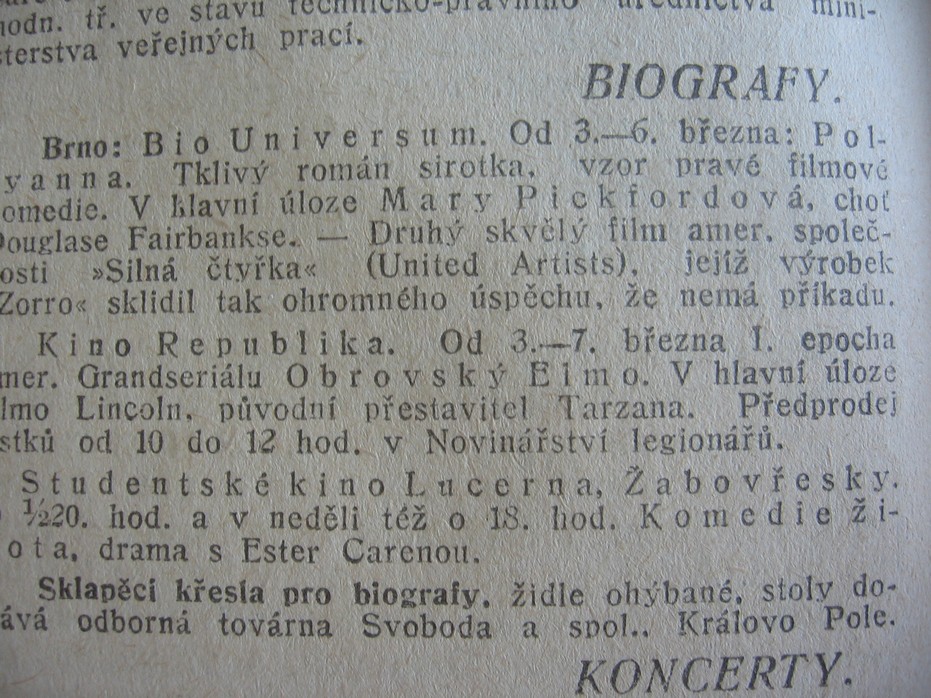 hodn. tř. ve stavu technicko-právního úřednictva mini-
sterstva veřejných prací.
BIOGRAFY.
Brno: Bio Universum. Od 3.—6. března: Pol-
yanna. Tklivý román sirotka, vzor pravé filmové
omedie. V hlavní úloze Mary Pickfordová, choť
Douglase Fairbankse. — Druhý skvělý film amer. společ-
osti »Silná čtyřka« (United Artists), jejíž výrobek
Zorro« sklidil tak ohromného úspěchu, že nemá příkadu.
Kino Republika. Od 3.—7. března I. epocha
mer. Grandseriálu Obrovský Elmo. V hlavní úloze
lmo Lincoln, původní přestavitel Tarzana. Předprodej
stků od 10 do 12 hod. v Novinářství legionářů.
Studentské kino Lucerna, Žabovřesky.
½20. hod. a v neděli též o 18. hod. Komedie ži-
ota, drama s Ester Carenou.
Sklapěcí křesla pro biografy, židle ohýbané, stoly do-
ává odborná továrna Svoboda a spol., Královo Pole.
KONCERTY.